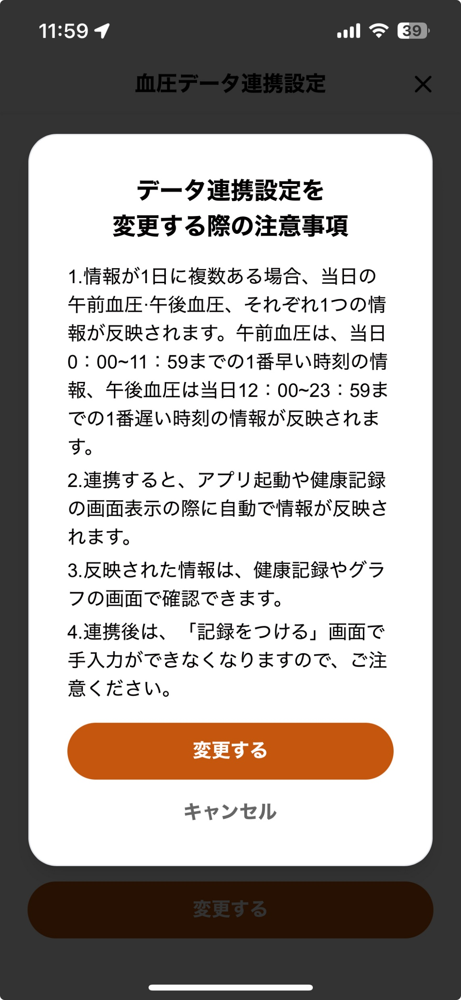 11:59
39
血圧データ連携設定
データ連携設定を
変更する際の注意事項
1.情報が1日に複数ある場合、当日の
午前血圧·午後血圧、それぞれ1つの情
報が反映されます。午前血圧は、当日
0：00~11：59までの1番早い時刻の情
報、午後血圧は当日12：00~23：59ま
での1番遅い時刻の情報が反映されま
す。
2.連携すると、アプリ起動や健康記録
の画面表示の際に自動で情報が反映さ
れます。
3.反映された情報は、健康記録やグラ
フの画面で確認できます。
4.連携後は、「記録をつける」画面で
手入力ができなくなりますので、ご注
意ください。
変更する
キャンセル
変更する